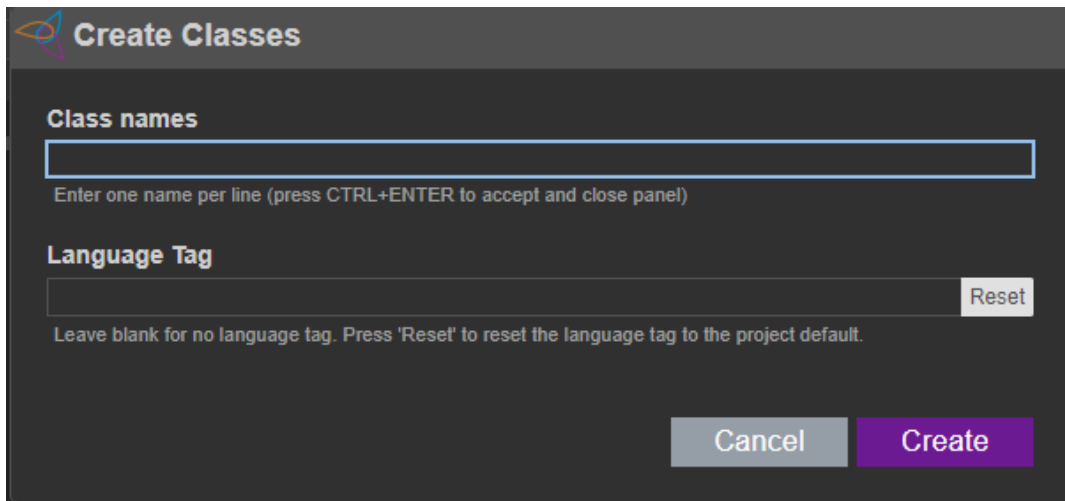 Create Classes
Class names
Enter one name per line (press CTRL+ENTER to accept and close panel)
Language Tag
Reset
Leave blank for no language tag. Press 'Reset' to reset the language tag to the project default.
Cancel Create